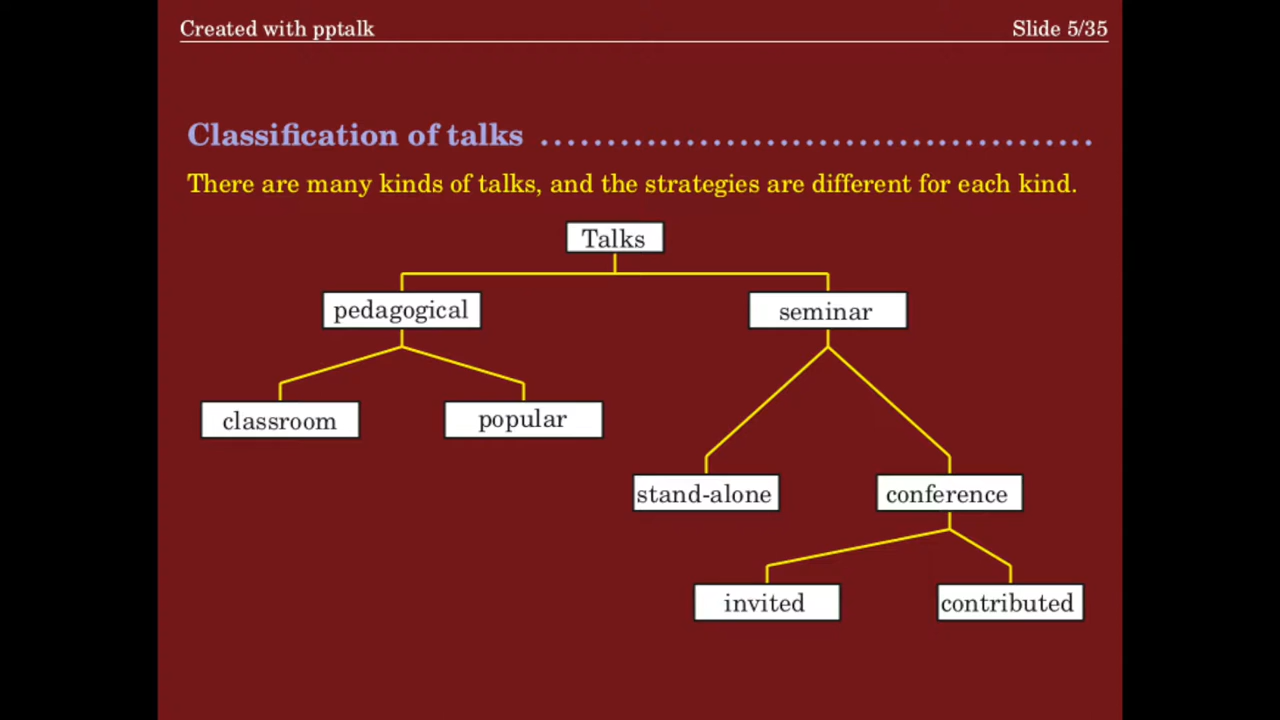 Created with pptalk
Slide 5/35
Classification of talks ..........................................
There are many kinds of talks, and the strategies are different for each kind.
Talks
pedagogical
seminar
classroom
popular
stand-alone
conference
invited
contributed